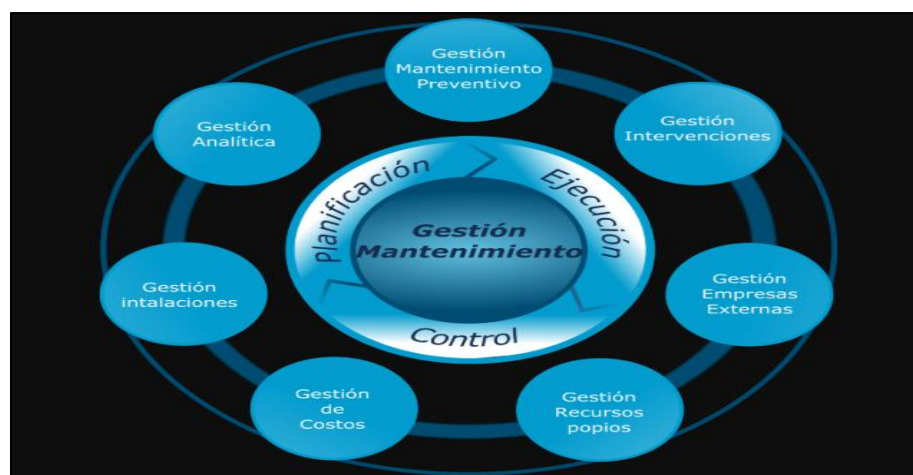 Gestión
Mantenimiento
Preventivo
Gestión
Intervenciones
Gestión
Empresas
Externas
Gestión
Recursos
popios
Gestión
de
Costos
Gestión
intalaciones
Gestión
Analítica
Planificación
Ejecución
Control
Gestión
Mantenimiento